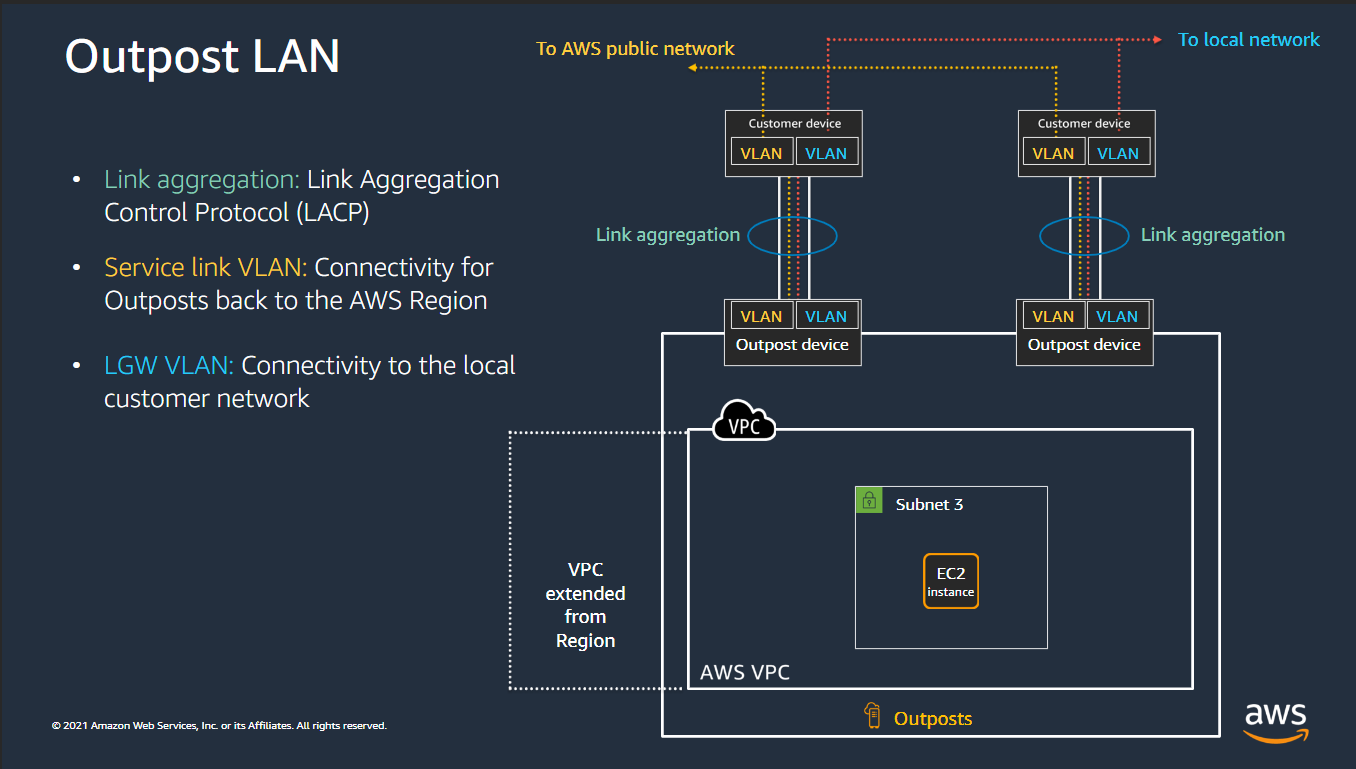 Outpost LAN
To AWS public network
To local network
• Link aggregation: Link Aggregation
Control Protocol (LACP)
• Service link VLAN: Connectivity for
Outposts back to the AWS Region
• LGW VLAN: Connectivity to the local
customer network
Customer device
VLAN VLAN
Customer device
VLAN VLAN
Link aggregation
Link aggregation
VLAN VLAN
Outpost device
VLAN VLAN
Outpost device
VPC
Subnet 3
EC2
instance
VPC
extended
from
Region
AWS VPC
Outposts
© 2021 Amazon Web Services, Inc. or its Affiliates. All rights reserved.
aws